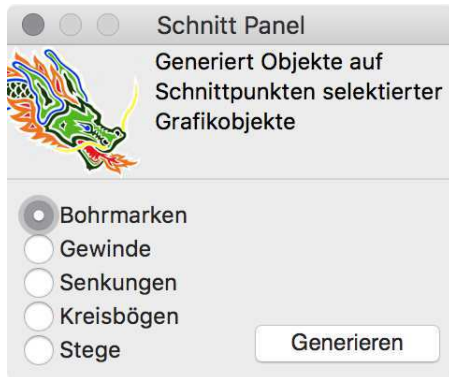 Schnitt Panel
Generiert Objekte auf
Schnittpunkten selektierter
Grafikobjekte
Bohrmarken
Gewinde
Senkungen
Kreisbögen
Stege
Generieren